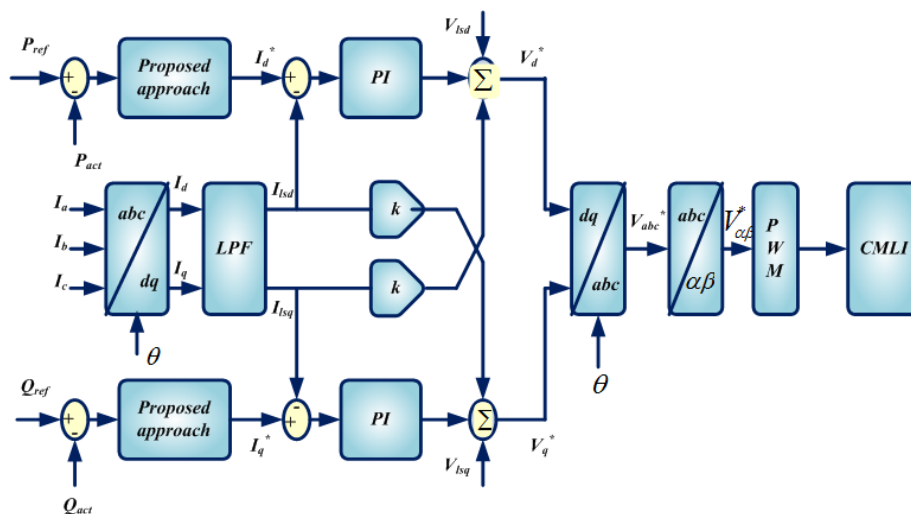 P_ref
+
-
P_act
Proposed
approach
I_d*
+
-
PI
V_lsd
Σ
V_d*
I_a
I_b
I_c
abc
dq
θ
I_d
I_q
LPF
I_lsd
I_lsq
k
k
dq
abc
θ
V_abc*
abc
αβ
V*_αβ
P
W
M
CMLI
Q_ref
+
-
Q_act
Proposed
approach
I_q*
-
+
PI
Σ
V_lsq
V_q*